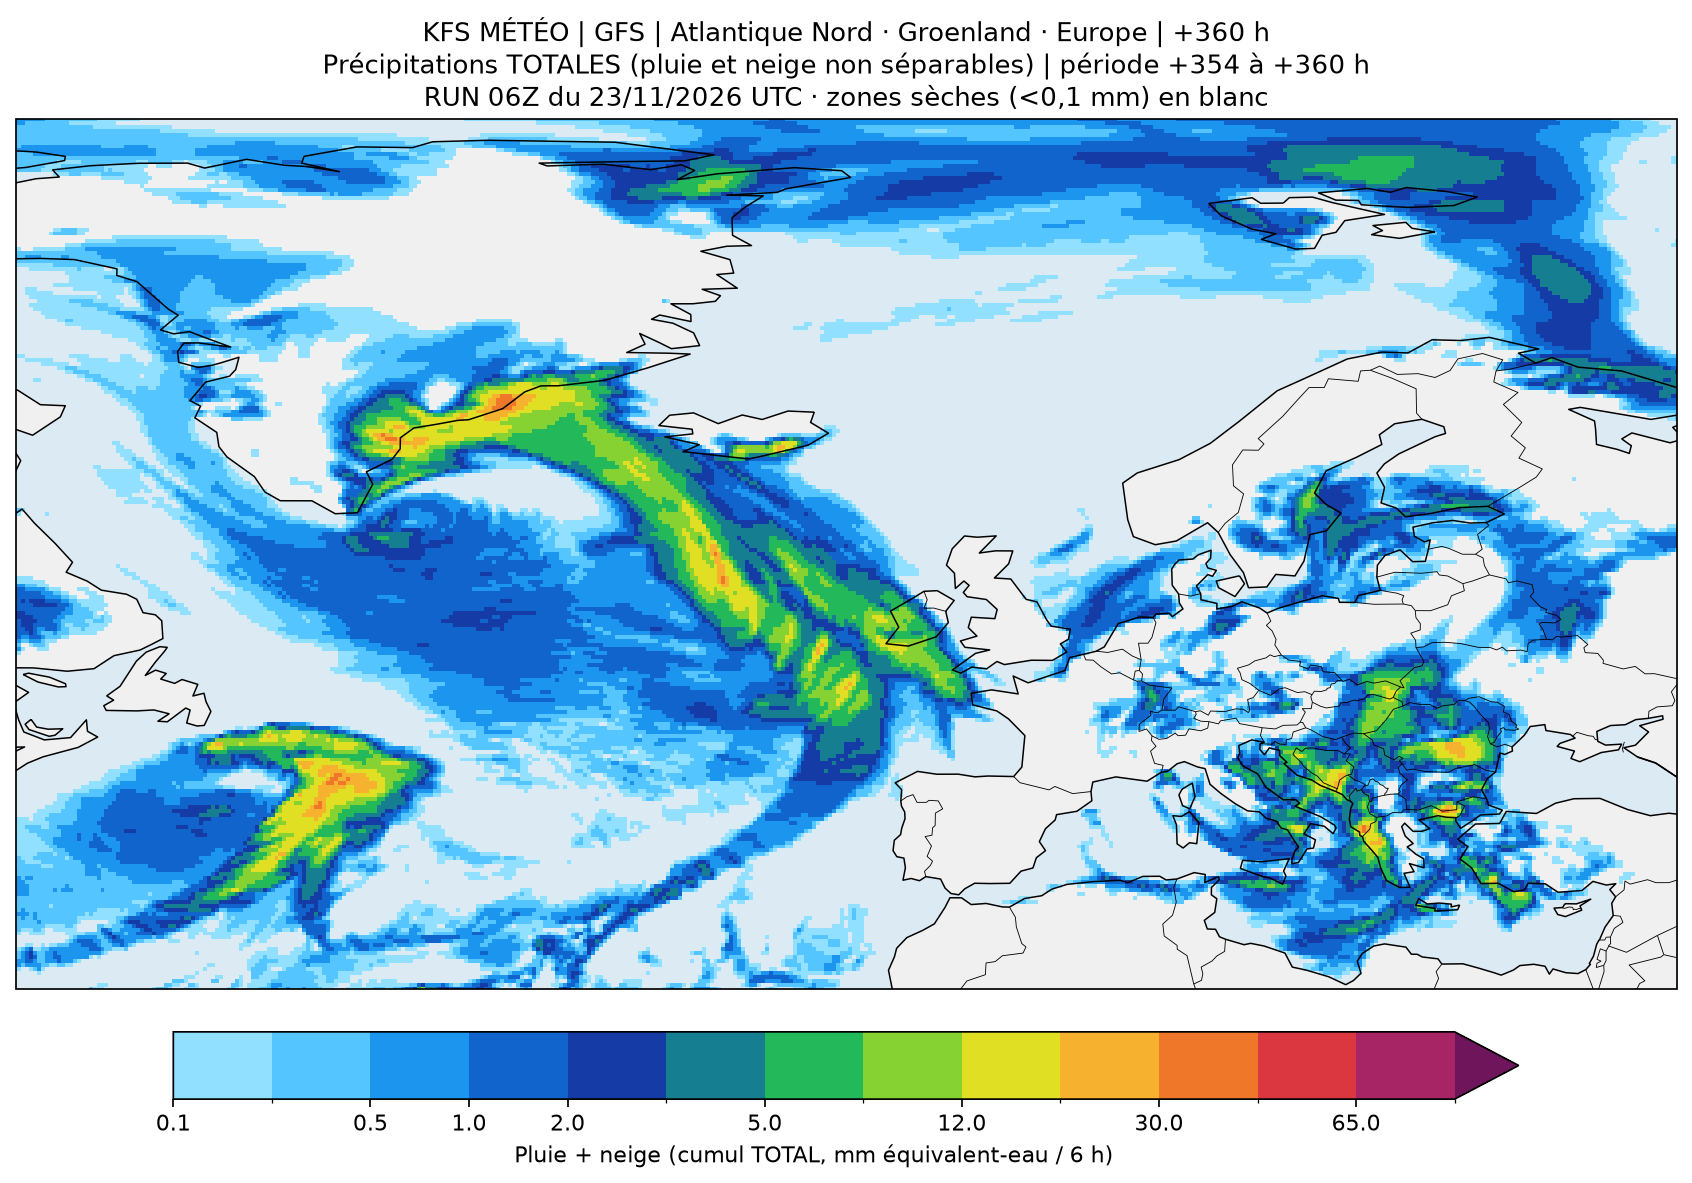 KFS MÉTÉO | GFS | Atlantique Nord · Groenland · Europe | +360 h
Précipitations TOTALES (pluie et neige non séparables) | période +354 à +360 h
RUN 06Z du 23/11/2026 UTC · zones sèches (<0,1 mm) en blanc
0.1 0.5 1.0 2.0 5.0 12.0 30.0 65.0
Pluie + neige (cumul TOTAL, mm équivalent-eau / 6 h)